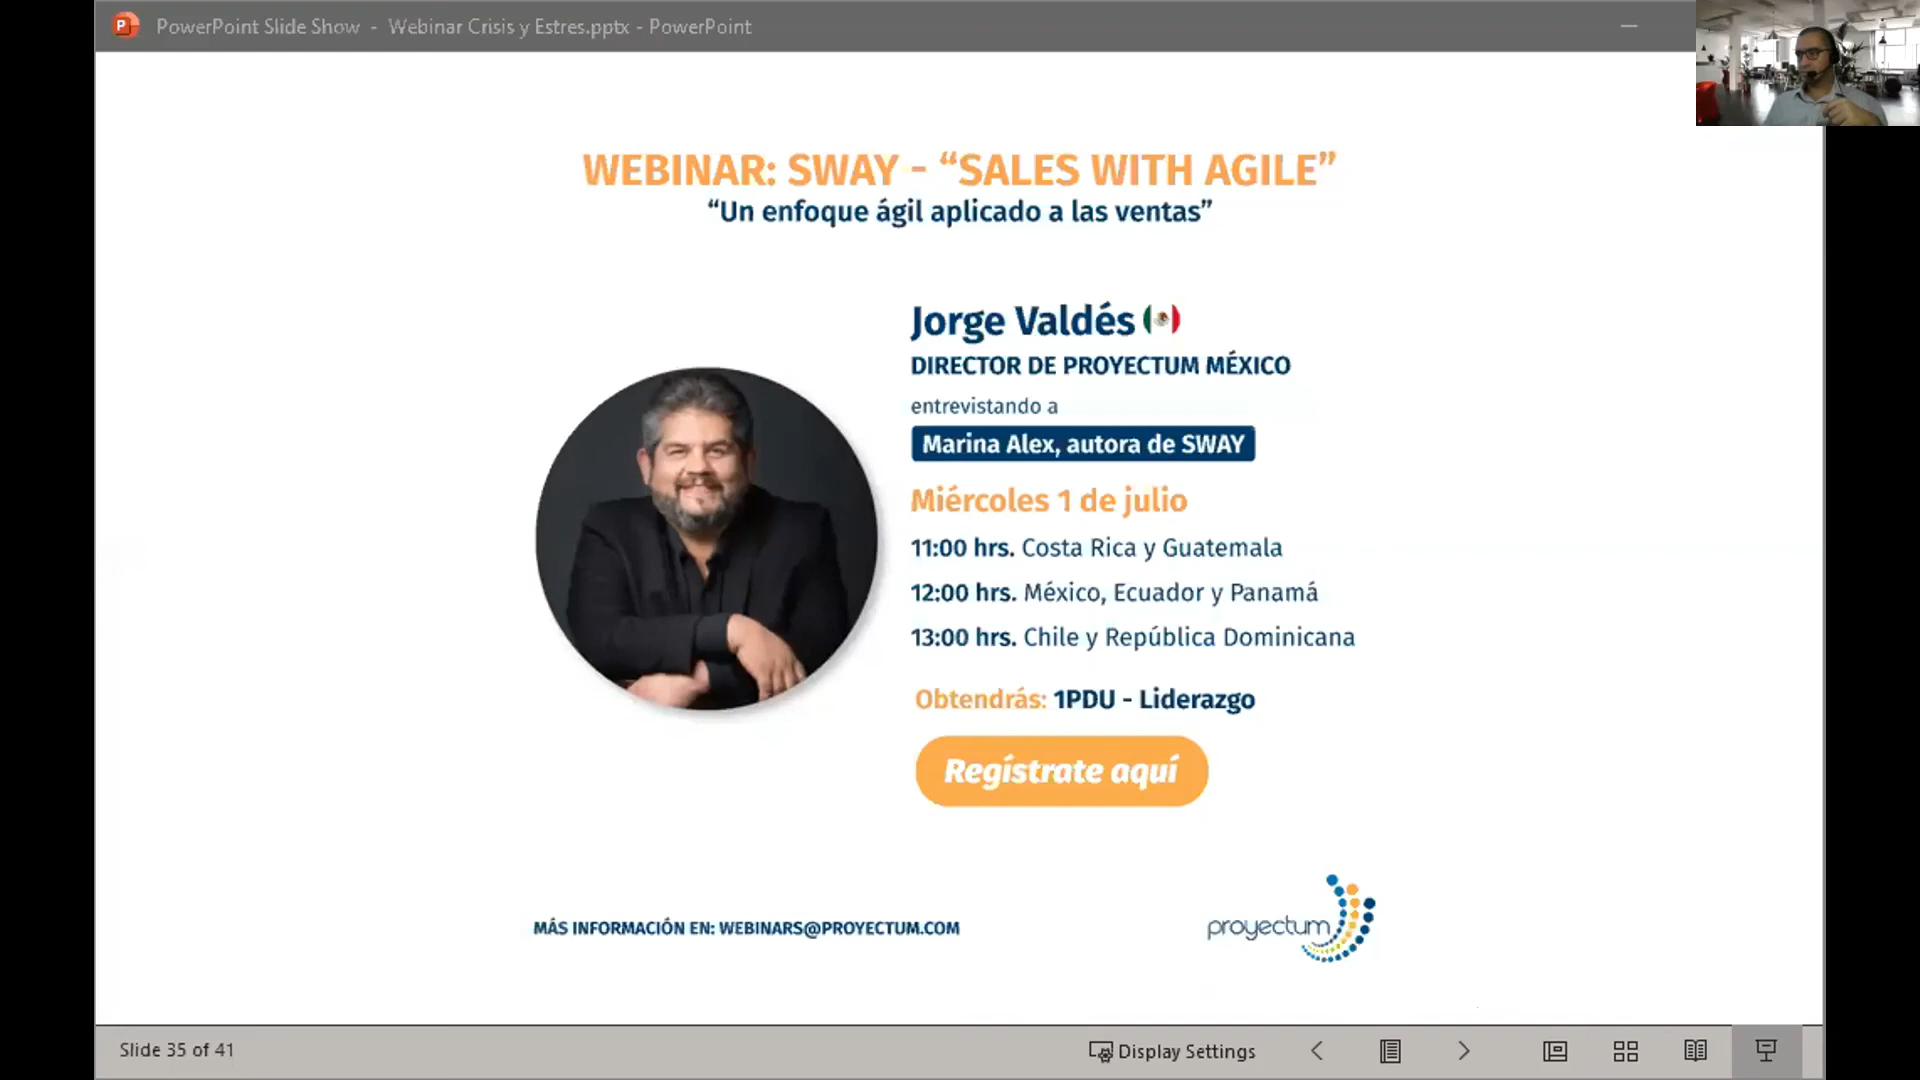 PowerPoint Slide Show - Webinar Crisis y Estres.pptx - PowerPoint
WEBINAR: SWAY - “SALES WITH AGILE”
“Un enfoque ágil aplicado a las ventas”
Jorge Valdés
DIRECTOR DE PROYECTUM MÉXICO
entrevistando a
Marina Alex, autora de SWAY
Miércoles 1 de julio
11:00 hrs. Costa Rica y Guatemala
12:00 hrs. México, Ecuador y Panamá
13:00 hrs. Chile y República Dominicana
Obtendrás: 1PDU - Liderazgo
Regístrate aquí
MÁS INFORMACIÓN EN: WEBINARS@PROYECTUM.COM
proyectum
Slide 35 of 41
Display Settings